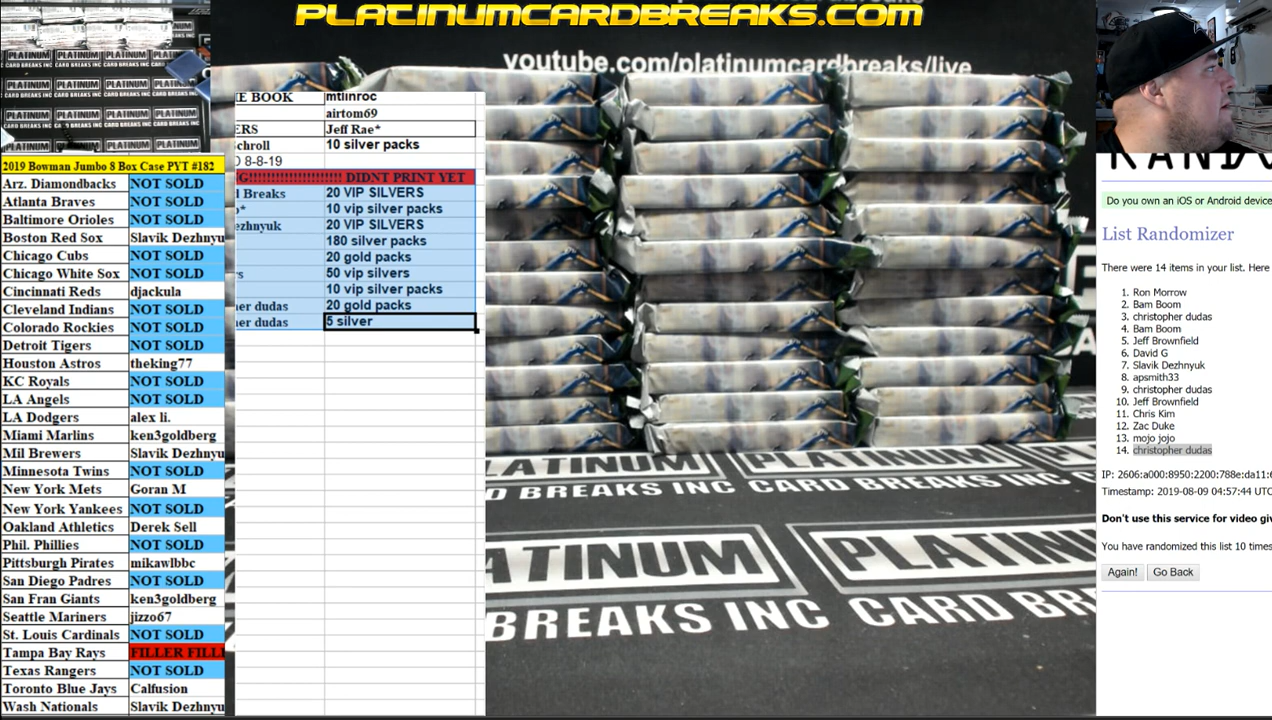 PLATINUMCARDBREAKS.COM
youtube.com/platinumcardbreaks/live
2019 Bowman Jumbo 8 Box Case PYT #182
Arz. Diamondbacks NOT SOLD
Atlanta Braves NOT SOLD
Baltimore Orioles NOT SOLD
Boston Red Sox Slavik Dezhnyu
Chicago Cubs NOT SOLD
Chicago White Sox NOT SOLD
Cincinnati Reds djackula
Cleveland Indians NOT SOLD
Colorado Rockies NOT SOLD
Detroit Tigers NOT SOLD
Houston Astros theking77
KC Royals NOT SOLD
LA Angels NOT SOLD
LA Dodgers alex li.
Miami Marlins ken3goldberg
Mil Brewers Slavik Dezhnyu
Minnesota Twins NOT SOLD
New York Mets Goran M
New York Yankees NOT SOLD
Oakland Athletics Derek Sell
Phil. Phillies NOT SOLD
Pittsburgh Pirates mikawlbbc
San Diego Padres NOT SOLD
San Fran Giants ken3goldberg
Seattle Mariners jizzo67
St. Louis Cardinals NOT SOLD
Tampa Bay Rays FILLER FILL
Texas Rangers NOT SOLD
Toronto Blue Jays Calfusion
Wash Nationals Slavik Dezhnyu
E BOOK mtlinroc
airtom69
ERS Jeff Rae*
chroll 10 silver packs
8-8-19
G!!!!!!!!!!!!!!!!!!!!!! DIDNT PRINT YET
l Breaks 20 VIP SILVERS
10 vip silver packs
ezhnyuk 20 VIP SILVERS
180 silver packs
20 gold packs
rs 50 vip silvers
10 vip silver packs
er dudas 20 gold packs
er dudas 5 silver
PLATINUM
CARD BREAKS INC
Do you own an iOS or Android device
List Randomizer
There were 14 items in your list. Here
1. Ron Morrow
2. Bam Boom
3. christopher dudas
4. Bam Boom
5. Jeff Brownfield
6. David G
7. Slavik Dezhnyuk
8. apsmith33
9. christopher dudas
10. Jeff Brownfield
11. Chris Kim
12. Zac Duke
13. mojo jojo
14. christopher dudas
IP: 2606:a000:8950:2200:788e:da11:
Timestamp: 2019-08-09 04:57:44 UTC
Don't use this service for video giv
You have randomized this list 10 times
Again! Go Back